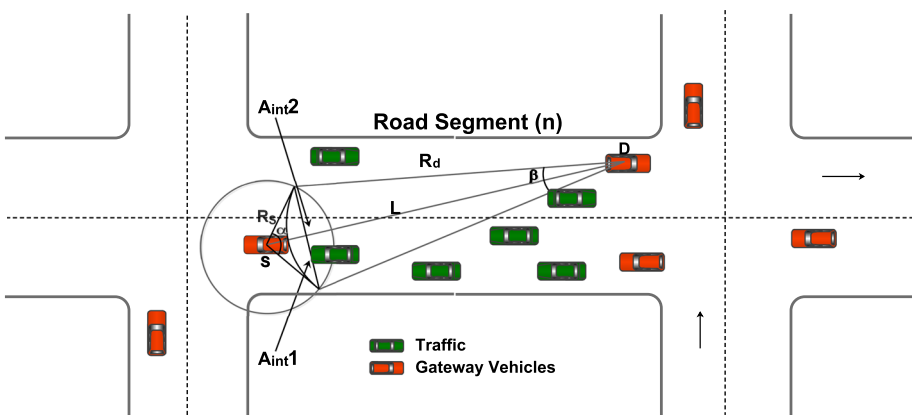 Aint2
Road Segment (n)
D
Rd
β
L
RS
α
S
Aint1
Traffic
Gateway Vehicles